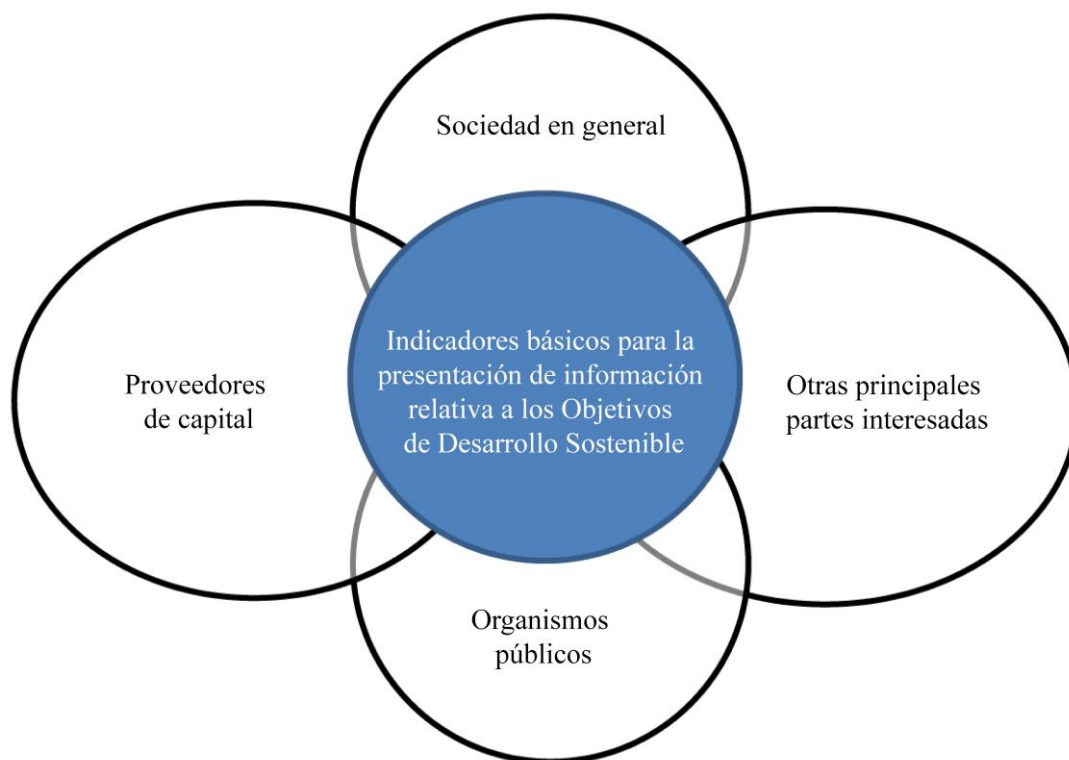 Sociedad en general
Proveedores
de capital
Indicadores básicos para la
presentación de información
relativa a los Objetivos
de Desarrollo Sostenible
Otras principales
partes interesadas
Organismos
públicos